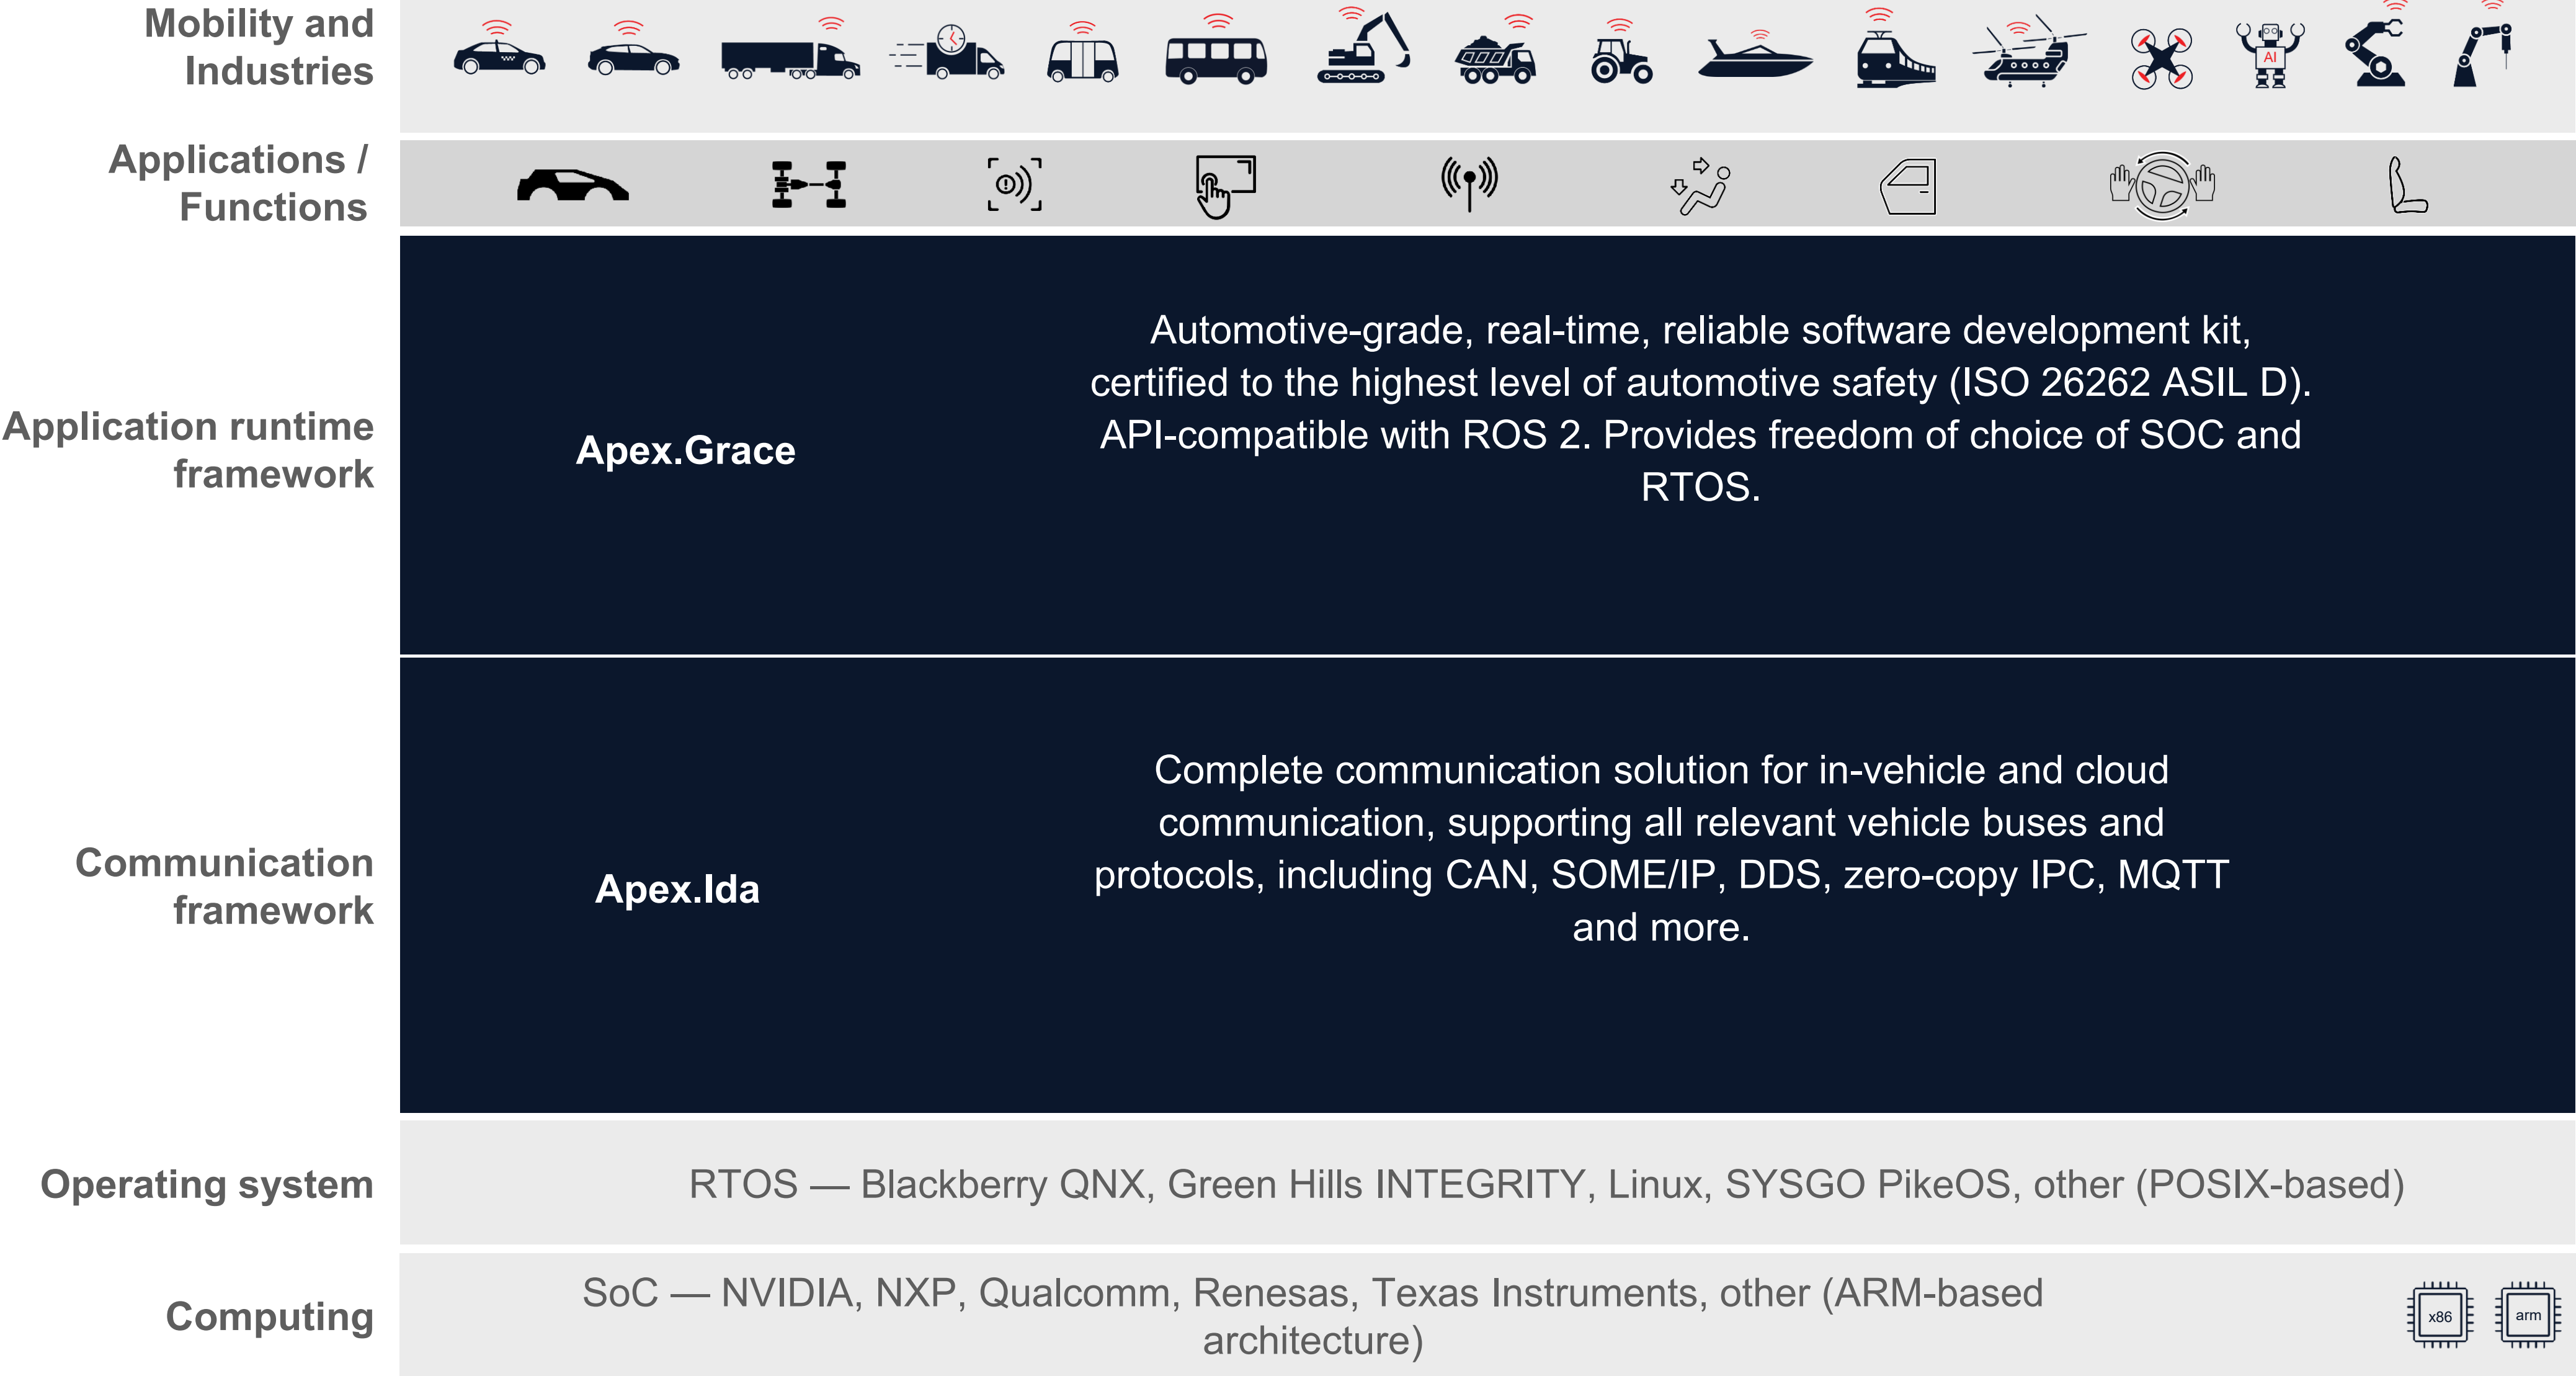 Mobility and
Industries
AI
Applications /
Functions
Application runtime
framework
Apex.Grace
Automotive-grade, real-time, reliable software development kit,
certified to the highest level of automotive safety (ISO 26262 ASIL D).
API-compatible with ROS 2. Provides freedom of choice of SOC and
RTOS.
Communication
framework
Apex.Ida
Complete communication solution for in-vehicle and cloud
communication, supporting all relevant vehicle buses and
protocols, including CAN, SOME/IP, DDS, zero-copy IPC, MQTT
and more.
Operating system
RTOS — Blackberry QNX, Green Hills INTEGRITY, Linux, SYSGO PikeOS, other (POSIX-based)
Computing
SoC — NVIDIA, NXP, Qualcomm, Renesas, Texas Instruments, other (ARM-based
architecture)
x86
arm